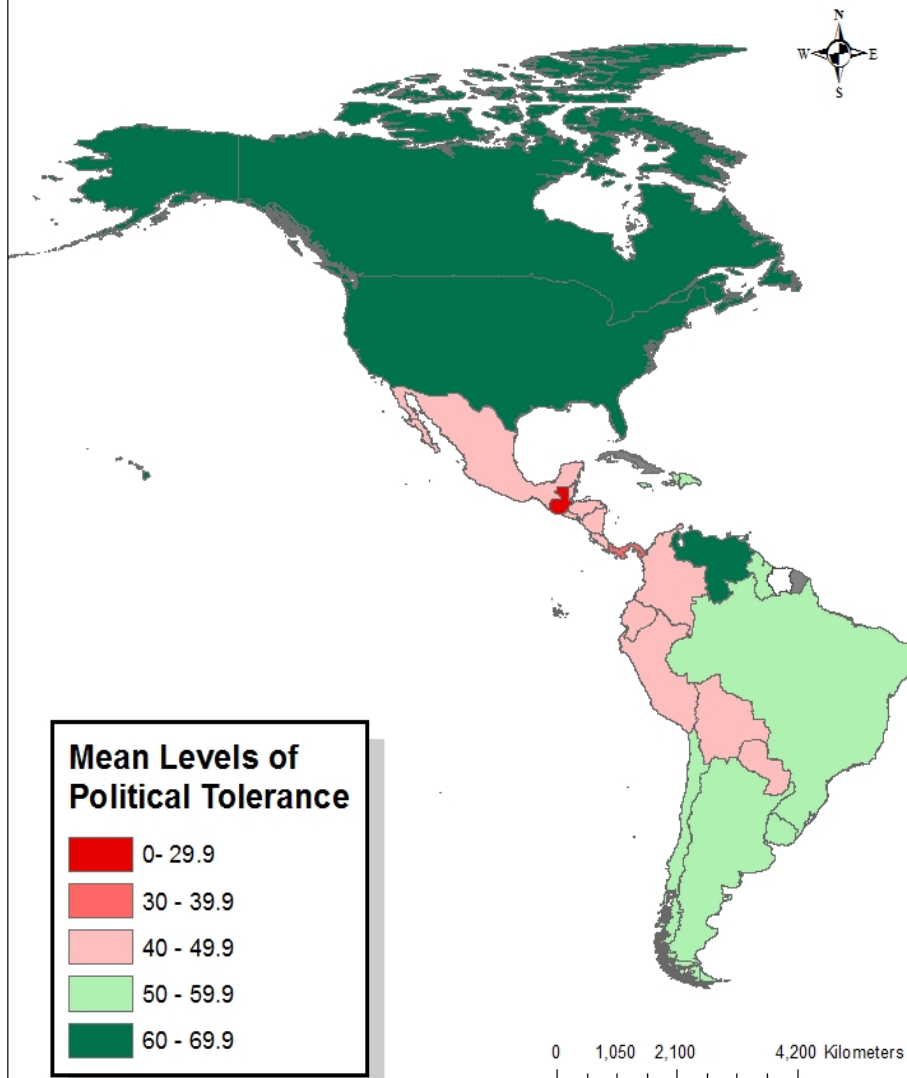 N
W E
S
Mean Levels of
Political Tolerance
0- 29.9
30 - 39.9
40 - 49.9
50 - 59.9
60 - 69.9
0 1,050 2,100 4,200 Kilometers